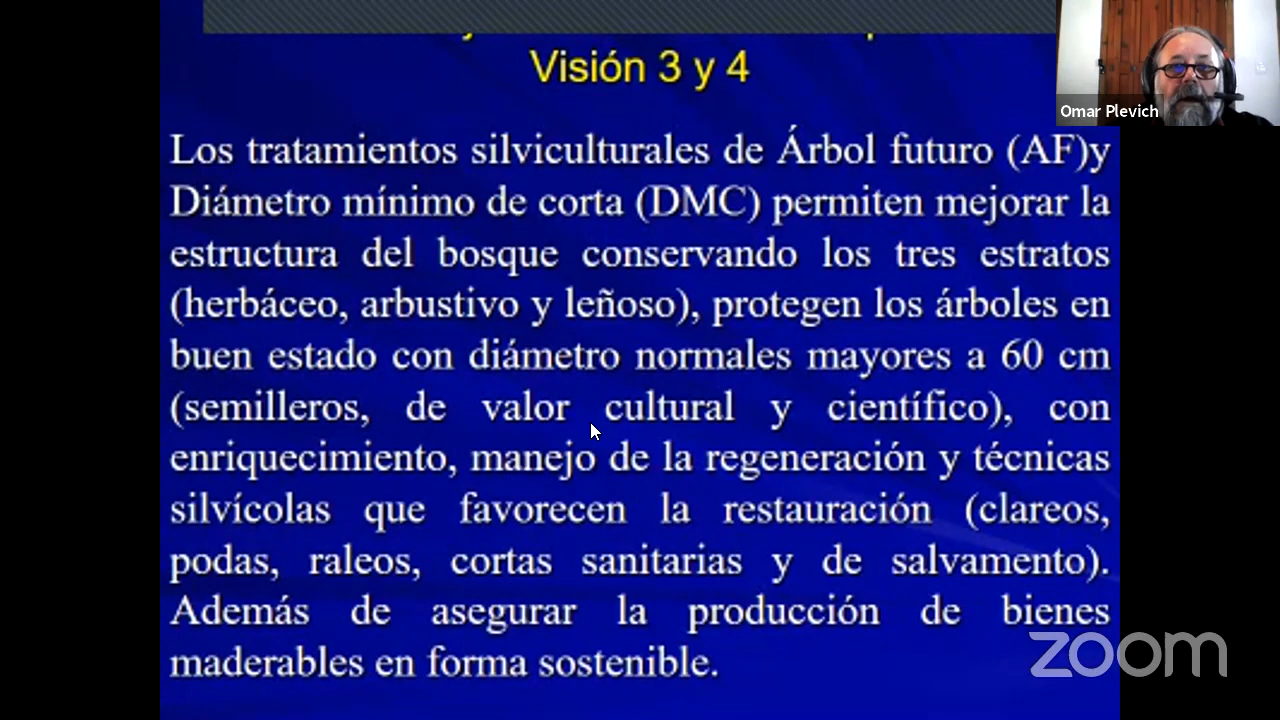 Visión 3 y 4
Omar Plevich
Los tratamientos silviculturales de Árbol futuro (AF)y
Diámetro mínimo de corta (DMC) permiten mejorar la
estructura del bosque conservando los tres estratos
(herbáceo, arbustivo y leñoso), protegen los árboles en
buen estado con diámetro normales mayores a 60 cm
(semilleros, de valor cultural y científico), con
enriquecimiento, manejo de la regeneración y técnicas
silvícolas que favorecen la restauración (clareos,
podas, raleos, cortas sanitarias y de salvamento).
Además de asegurar la producción de bienes
maderables en forma sostenible.
zoom